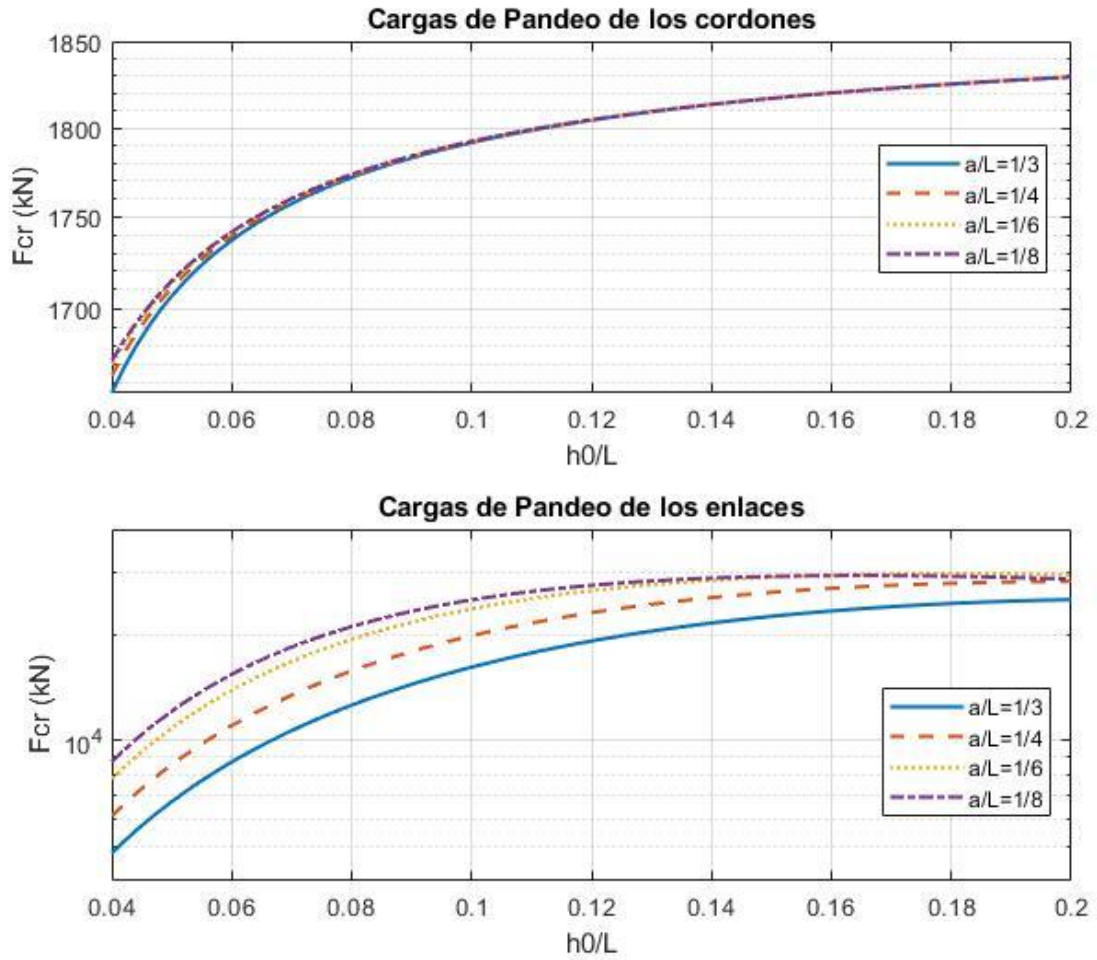 Cargas de Pandeo de los cordones
1850
1800
1750
1700
Fcr (kN)
a/L=1/3
a/L=1/4
a/L=1/6
a/L=1/8
0.04 0.06 0.08 0.1 0.12 0.14 0.16 0.18 0.2
h0/L
Cargas de Pandeo de los enlaces
10⁴
Fcr (kN)
a/L=1/3
a/L=1/4
a/L=1/6
a/L=1/8
0.04 0.06 0.08 0.1 0.12 0.14 0.16 0.18 0.2
h0/L